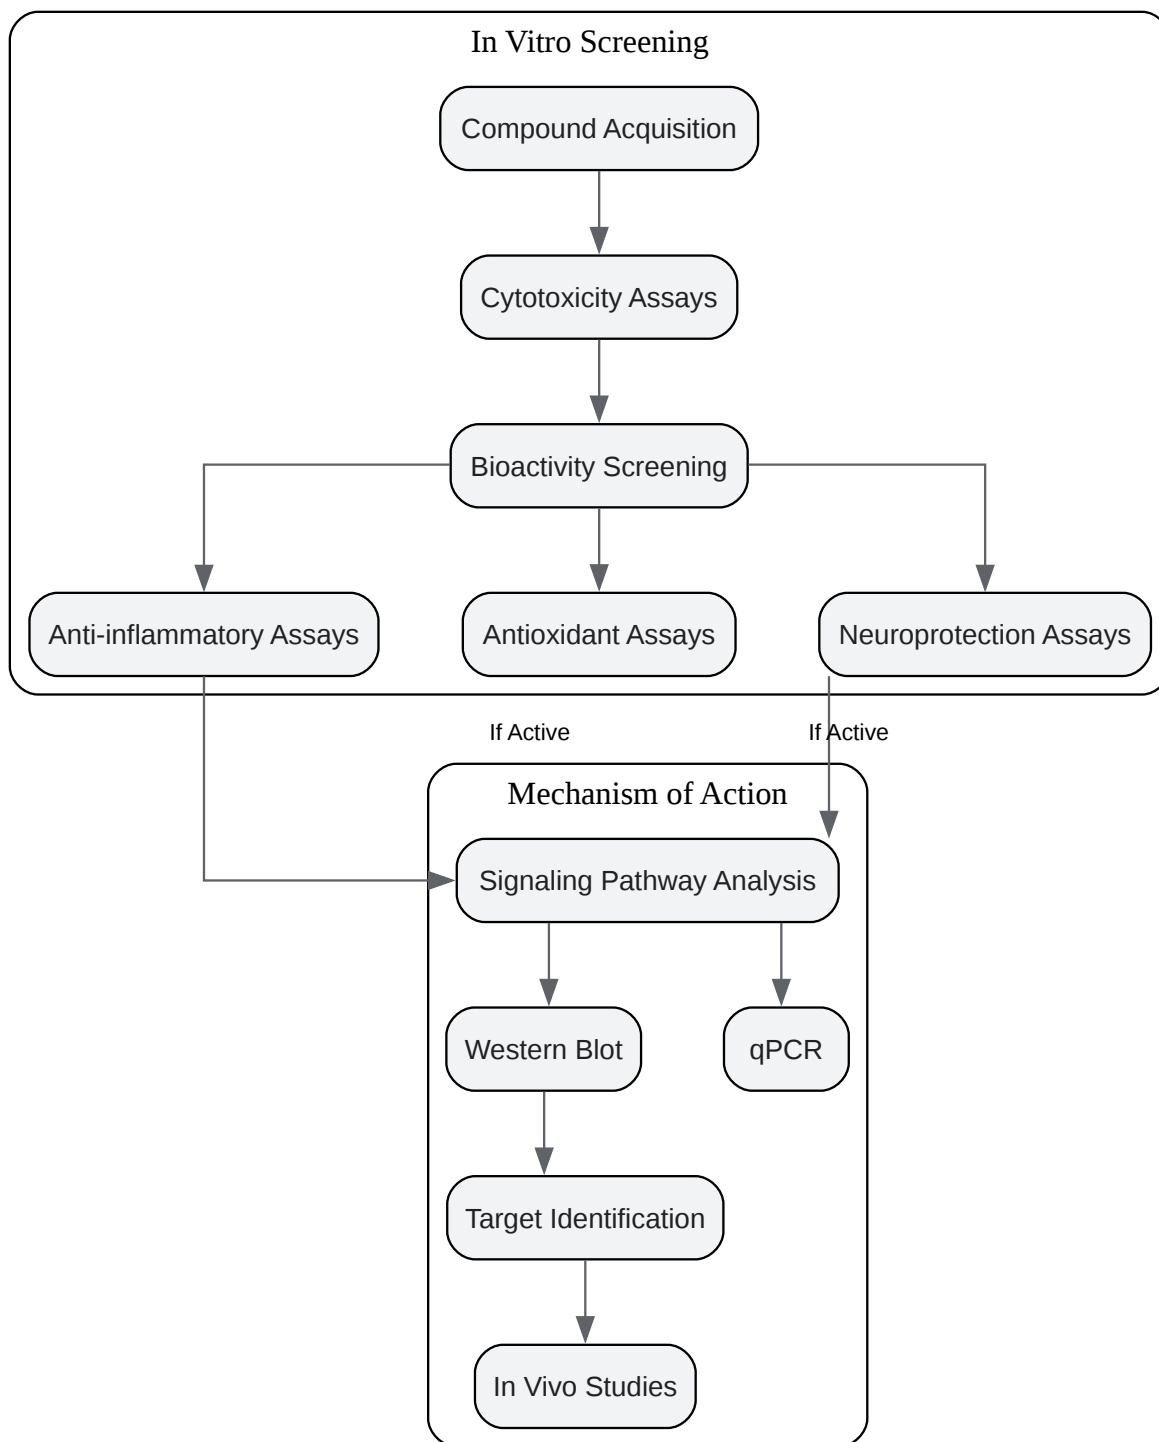 In Vitro Screening
Compound Acquisition
Cytotoxicity Assays
Bioactivity Screening
Anti-inflammatory Assays
Antioxidant Assays
Neuroprotection Assays
If Active
If Active
Mechanism of Action
Signaling Pathway Analysis
Western Blot
qPCR
Target Identification
In Vivo Studies